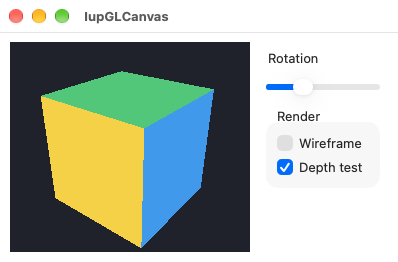 IupGLCanvas
Rotation
Render
Wireframe
Depth test